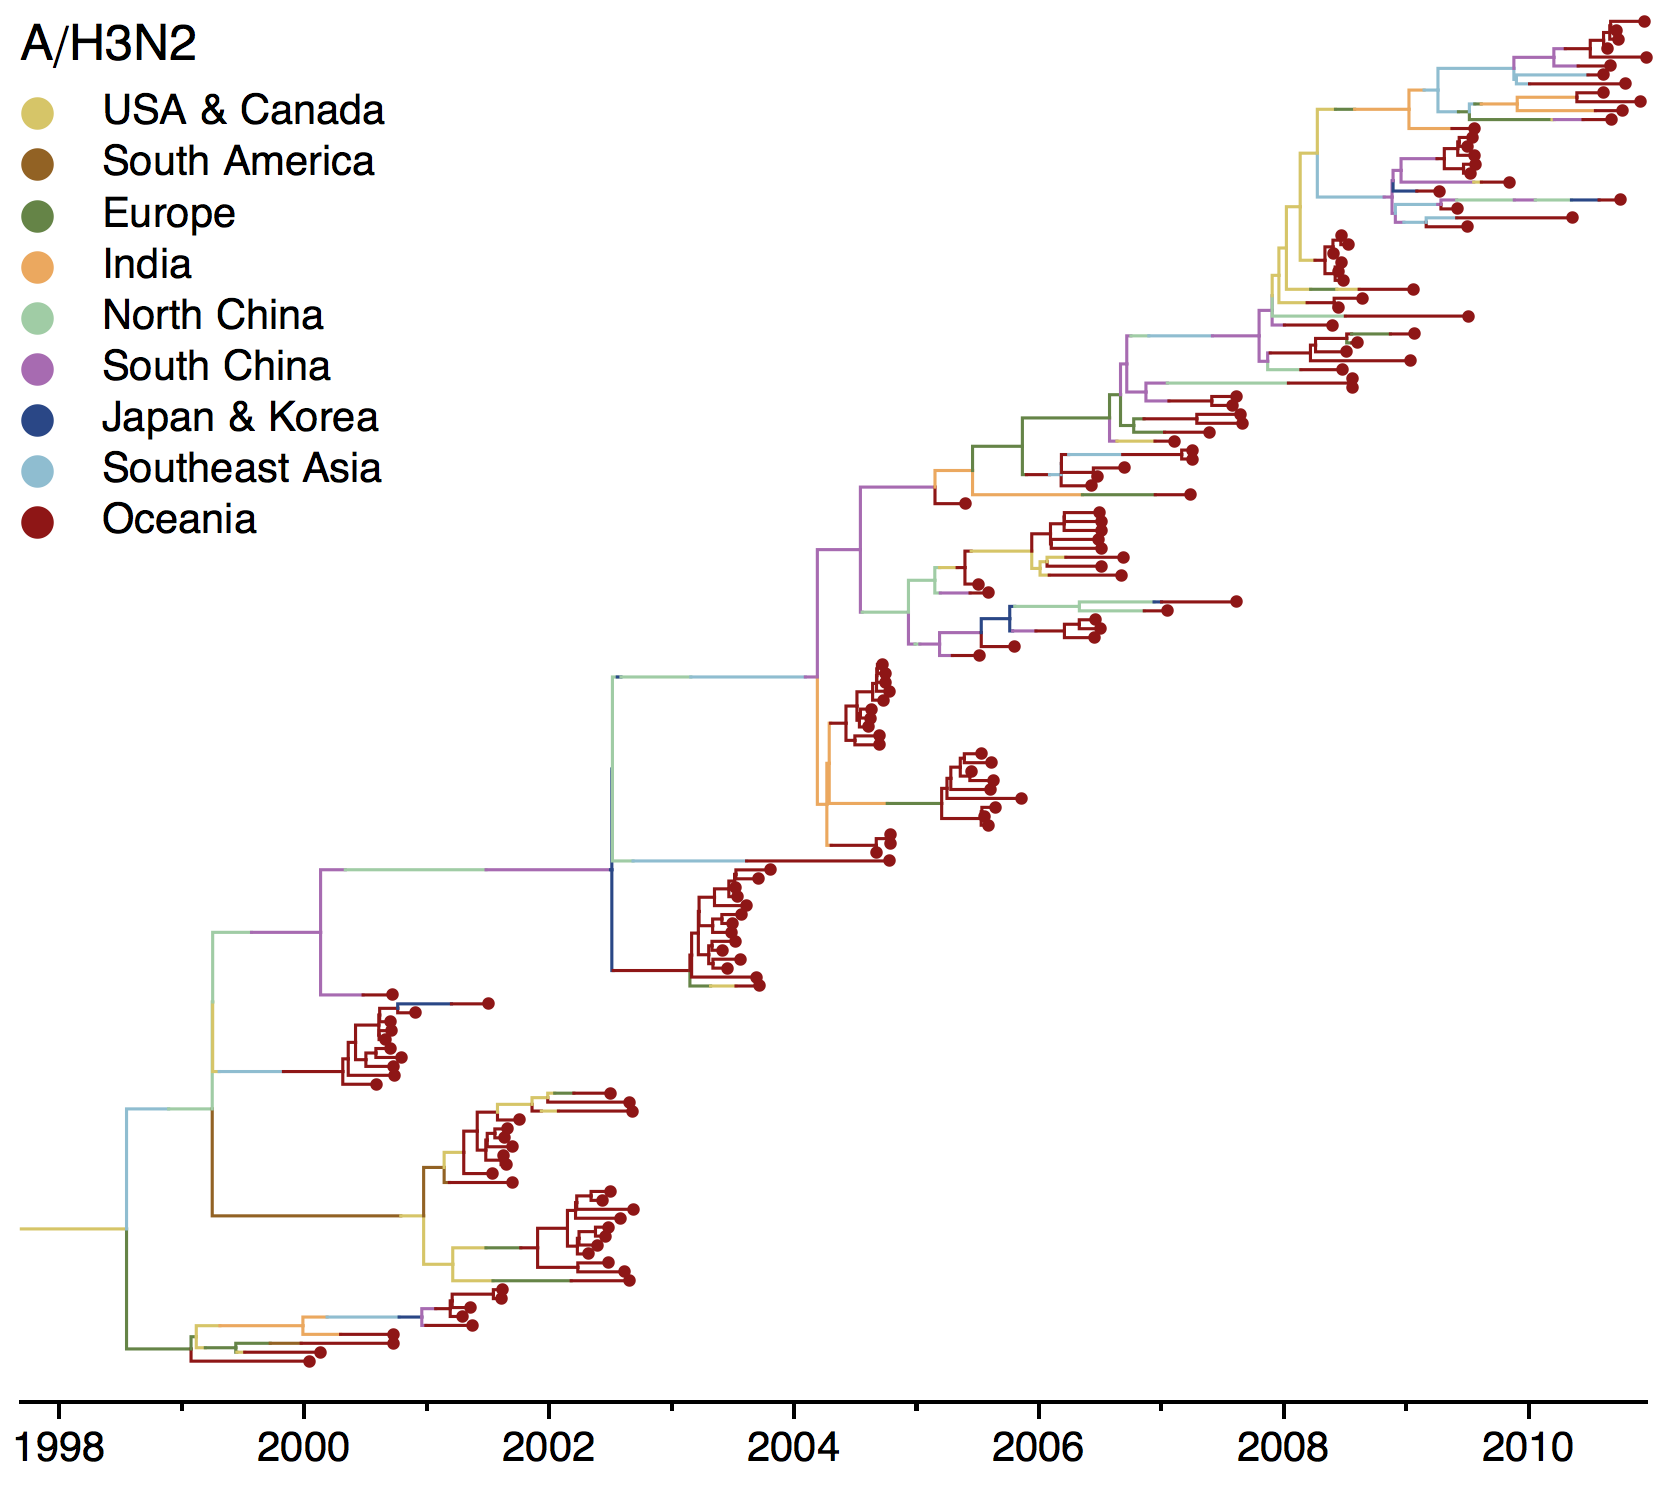 A/H3N2
USA & Canada
South America
Europe
India
North China
South China
Japan & Korea
Southeast Asia
Oceania
1998 2000 2002 2004 2006 2008 2010